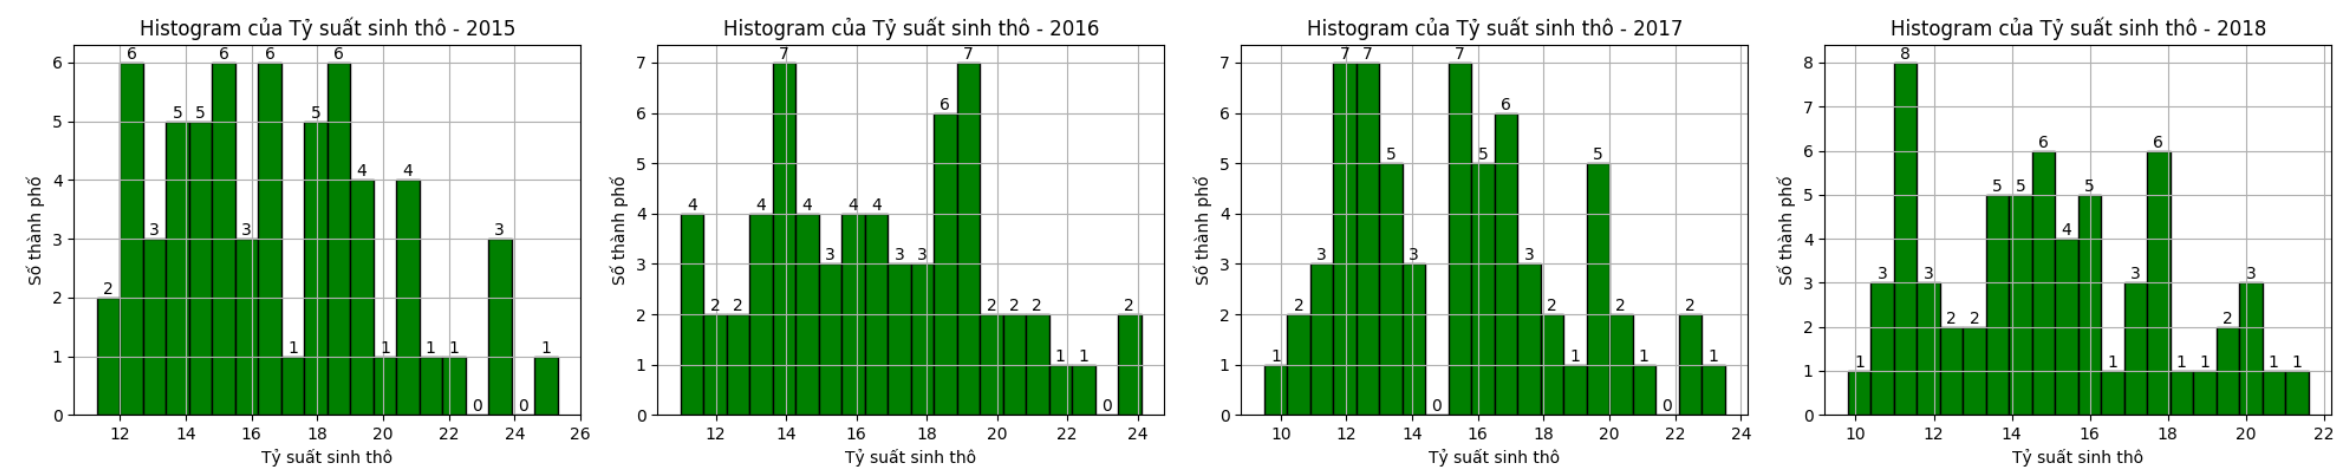 Histogram của Tỷ suất sinh thô - 2015
6 6 6 6
6
5 5 5
5
4 4
4
3 3 3
3
2
2
1 1 1 1 1
1
0 0
0
12 14 16 18 20 22 24 26
Tỷ suất sinh thô
Số thành phố
Histogram của Tỷ suất sinh thô - 2016
7 7
7
6
6
5
4 4 4 4 4
4
3 3 3
3
2 2 2 2 2 2
2
1 1
1
0
0
12 14 16 18 20 22 24
Tỷ suất sinh thô
Số thành phố
Histogram của Tỷ suất sinh thô - 2017
7 7 7
7
6
6
5 5 5
5
4
3 3 3
3
2 2 2 2
2
1 1 1 1
1
0 0
0
10 12 14 16 18 20 22 24
Tỷ suất sinh thô
Số thành phố
Histogram của Tỷ suất sinh thô - 2018
8
8
7
6 6
6
5 5 5
5
4
4
3 3 3 3
3
2 2 2
2
1 1 1 1 1 1
1
0
10 12 14 16 18 20 22
Tỷ suất sinh thô
Số thành phố